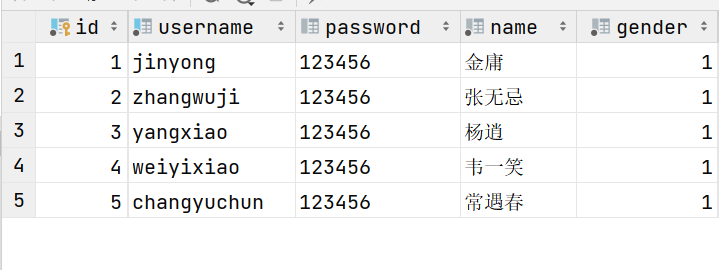 id username password name gender
1 1 jinyong 123456 金庸 1
2 2 zhangwuji 123456 张无忌 1
3 3 yangxiao 123456 杨逍 1
4 4 weiyixiao 123456 韦一笑 1
5 5 changyuchun 123456 常遇春 1